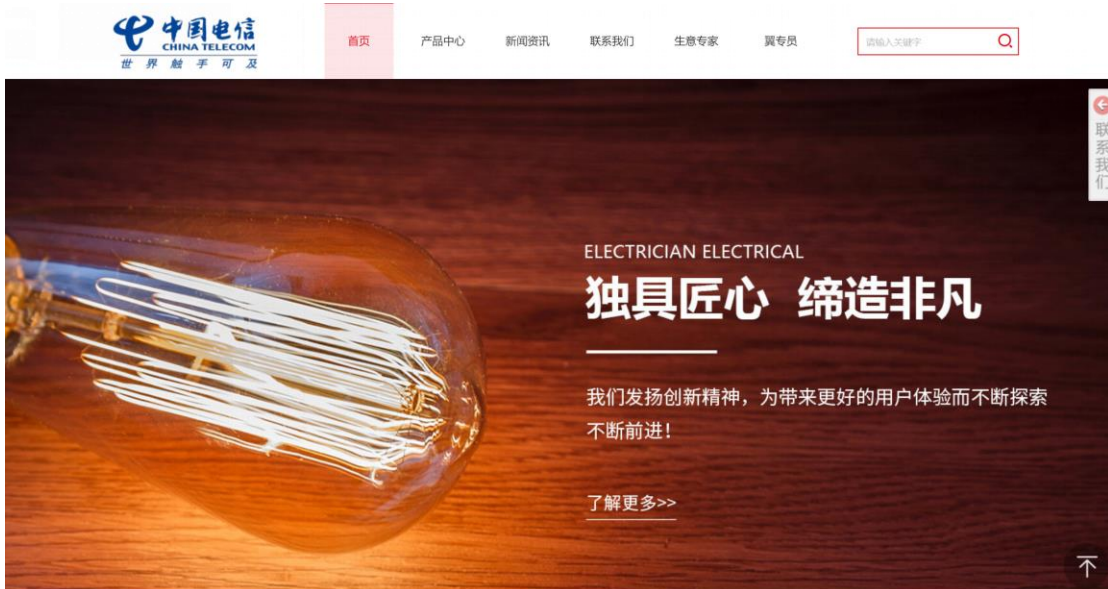 中国电信
CHINA TELECOM
世界触手可及
首页 产品中心 新闻资讯 联系我们 生意专家 翼专员 请输入关键字
联系我们
ELECTRICIAN ELECTRICAL
独具匠心 缔造非凡
我们发扬创新精神，为带来更好的用户体验而不断探索
不断前进！
了解更多>>